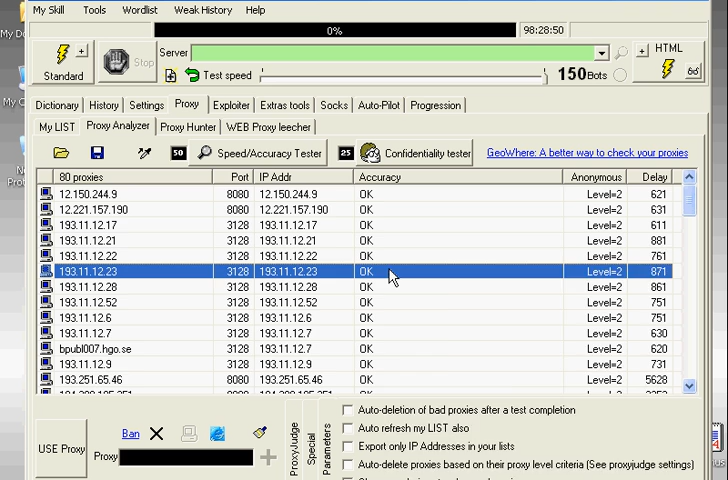 My Skill Tools Wordlist Weak History Help
0% 98:28:50
Server HTML
Standard Stop Test speed 150 Bots
Dictionary History Settings Proxy Exploiter Extras tools Socks Auto-Pilot Progression
My LIST Proxy Analyzer Proxy Hunter WEB Proxy leecher
50 Speed/Accuracy Tester 25 Confidentiality tester GeoWhere: A better way to check your proxies
80 proxies Port IP Addr Accuracy Anonymous Delay
12.150.244.9 8080 12.150.244.9 OK Level=2 621
12.221.157.190 8080 12.221.157.190 OK Level=2 631
193.11.12.17 3128 193.11.12.17 OK Level=2 611
193.11.12.21 3128 193.11.12.21 OK Level=2 881
193.11.12.22 3128 193.11.12.22 OK Level=2 761
193.11.12.23 3128 193.11.12.23 OK Level=2 871
193.11.12.28 3128 193.11.12.28 OK Level=2 861
193.11.12.52 3128 193.11.12.52 OK Level=2 751
193.11.12.6 3128 193.11.12.6 OK Level=2 751
193.11.12.7 3128 193.11.12.7 OK Level=2 630
bpubl007.hgo.se 3128 193.11.12.7 OK Level=2 620
193.11.12.9 3128 193.11.12.9 OK Level=2 731
193.251.65.46 8080 193.251.65.46 OK Level=2 5628
Auto-deletion of bad proxies after a test completion
Auto refresh my LIST also
Ban
Export only IP Addresses in your lists
USE Proxy Proxy
Auto-delete proxies based on their proxy level criteria (See proxyjudge settings)
ProxyJudge
Special
Parameters